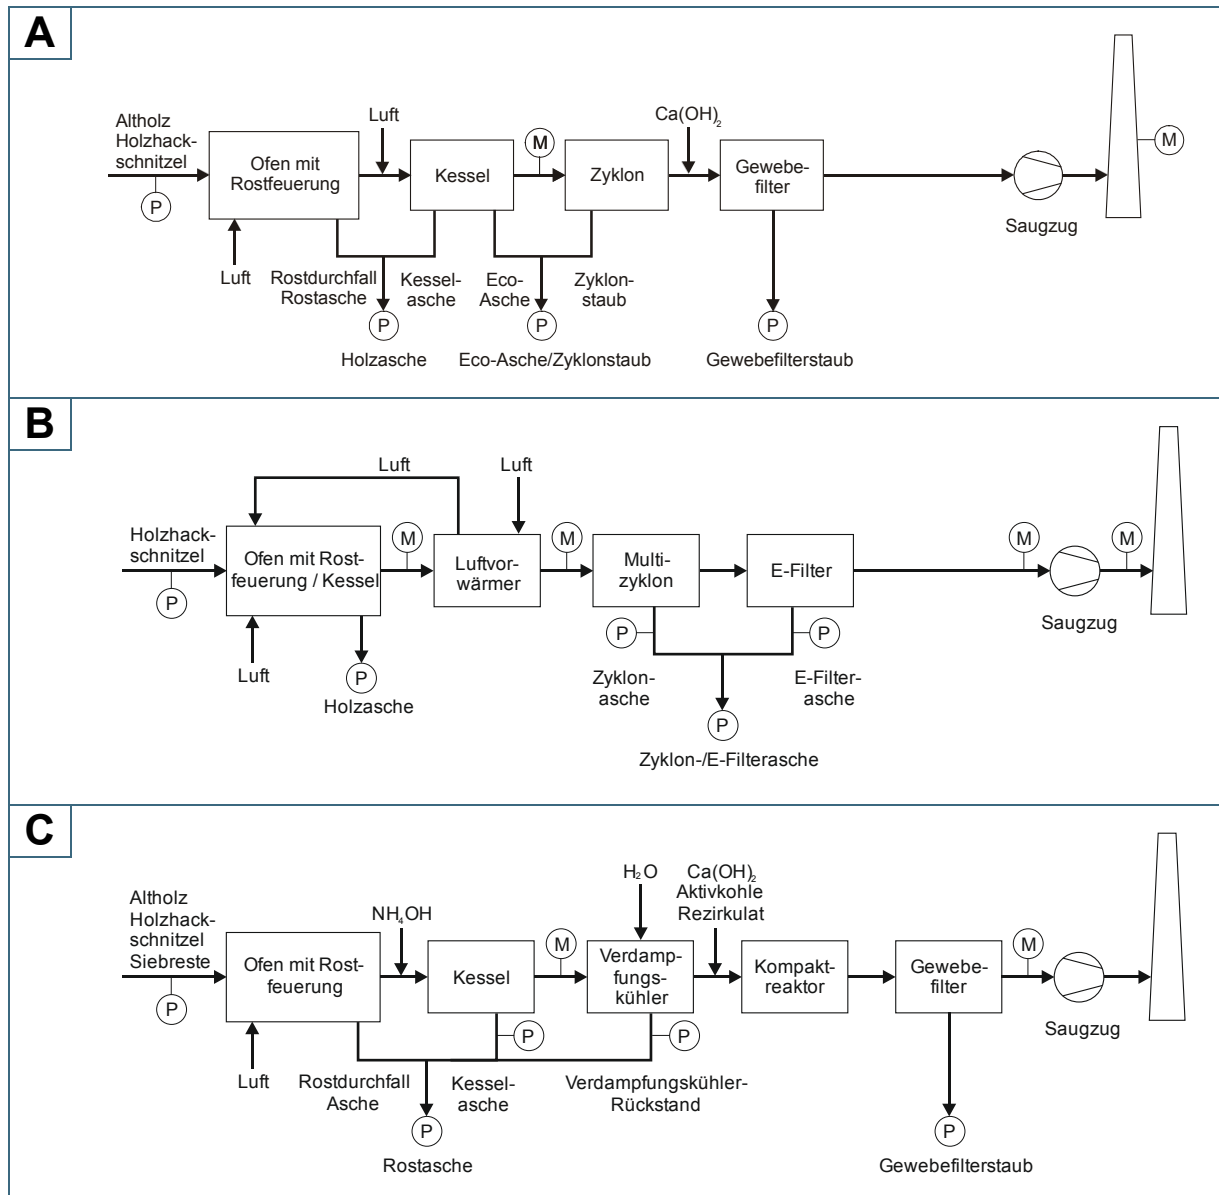 A
Altholz
Holzhack-
schnitzel
P
Ofen mit
Rostfeuerung
Luft
Luft
Kessel
M
Zyklon
Ca(OH)₂
Gewebe-
filter
Saugzug
M
Rostdurchfall
Rostasche
Kessel-
asche
P
Holzasche
Eco-
Asche
Zyklon-
staub
P
Eco-Asche/Zyklonstaub
P
Gewebefilterstaub
B
Holzhack-
schnitzel
P
Luft
Luft
Ofen mit Rost-
feuerung / Kessel
M
Luftvor-
wärmer
M
Multi-
zyklon
E-Filter
M
M
Saugzug
Luft
P
Holzasche
P
Zyklon-
asche
P
E-Filter-
asche
P
Zyklon-/E-Filterasche
C
Altholz
Holzhack-
schnitzel
Siebreste
P
Ofen mit Rost-
feuerung
NH₄OH
Kessel
M
H₂O
Verdamp-
fungs-
kühler
Ca(OH)₂
Aktivkohle
Rezirkulat
Kompakt-
reaktor
Gewebe-
filter
M
Saugzug
Luft
Rostdurchfall
Asche
P
Kessel-
asche
P
Verdampfungskühler-
Rückstand
P
Rostasche
P
Gewebefilterstaub